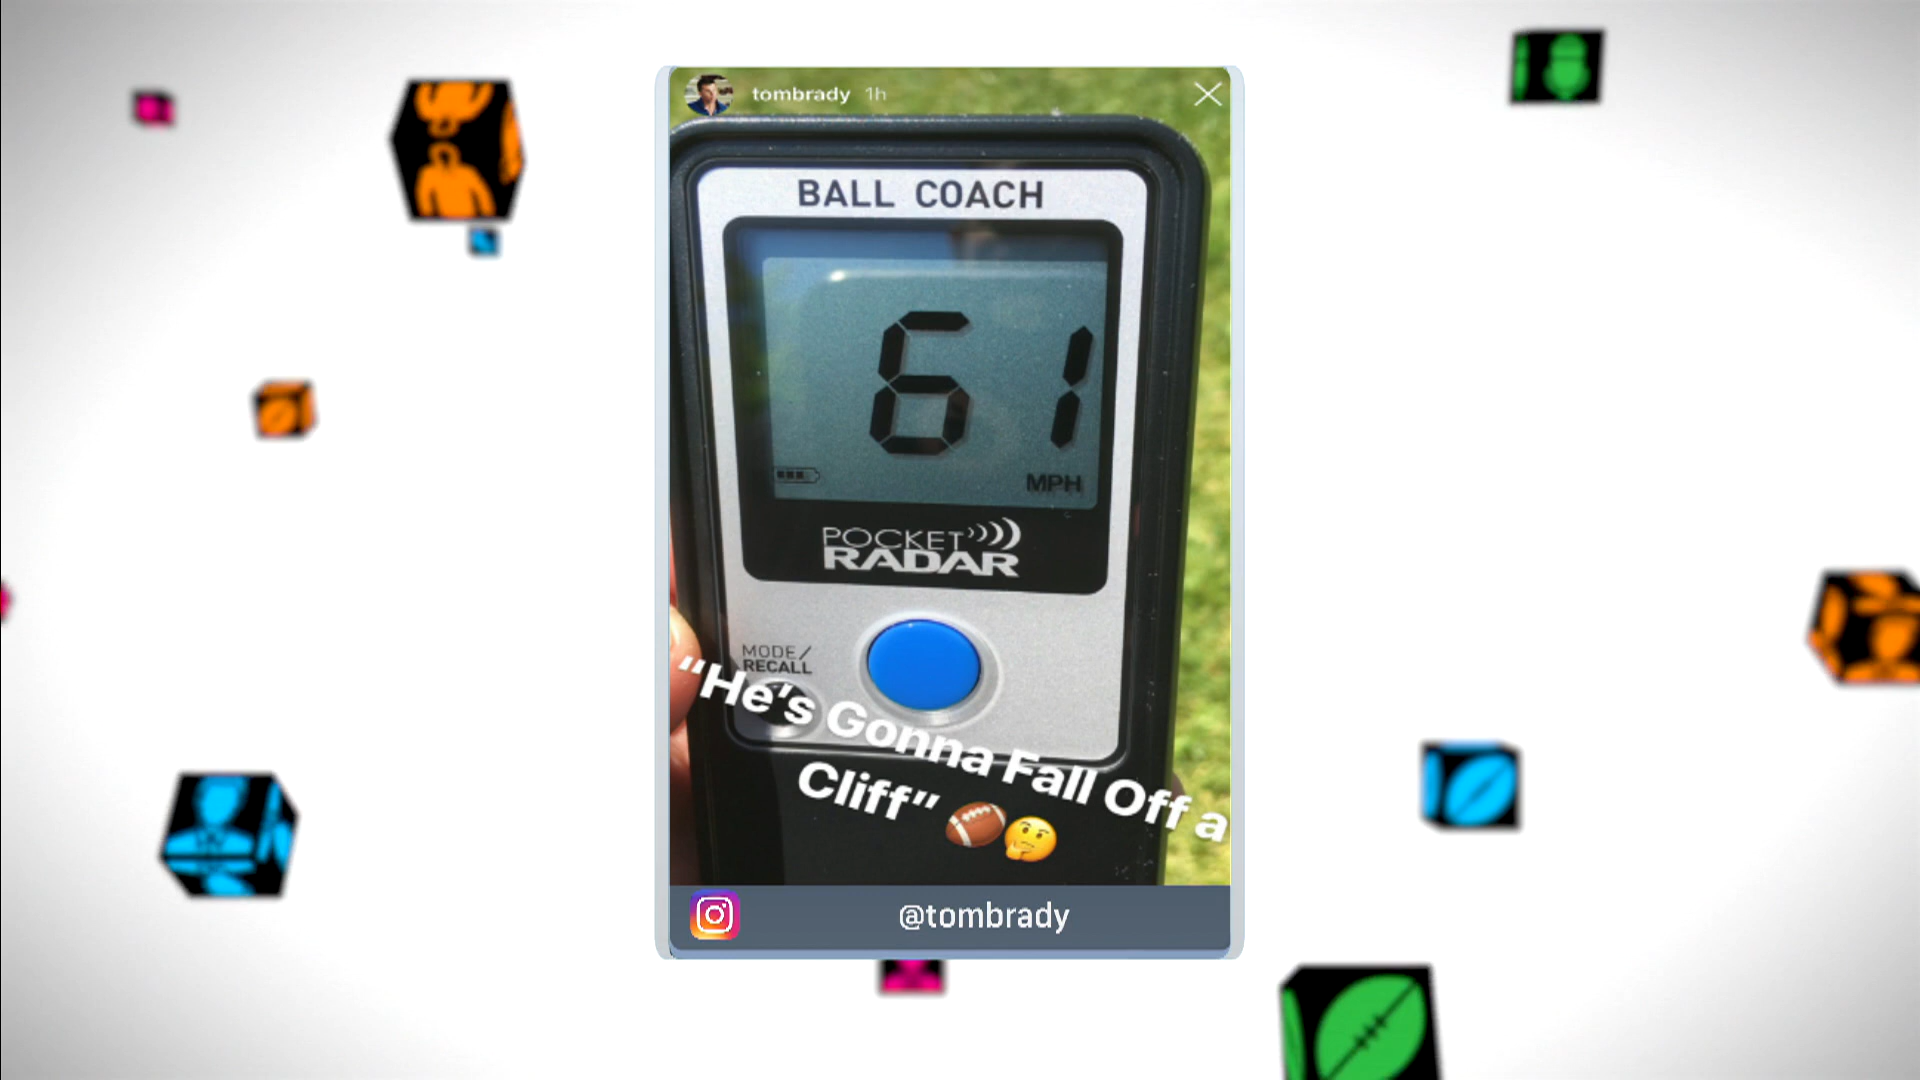 tombrady 1h
BALL COACH
61
MPH
POCKET
RADAR
MODE/
RECALL
"He's Gonna Fall Off a
Cliff" 🏈🤔
@tombrady